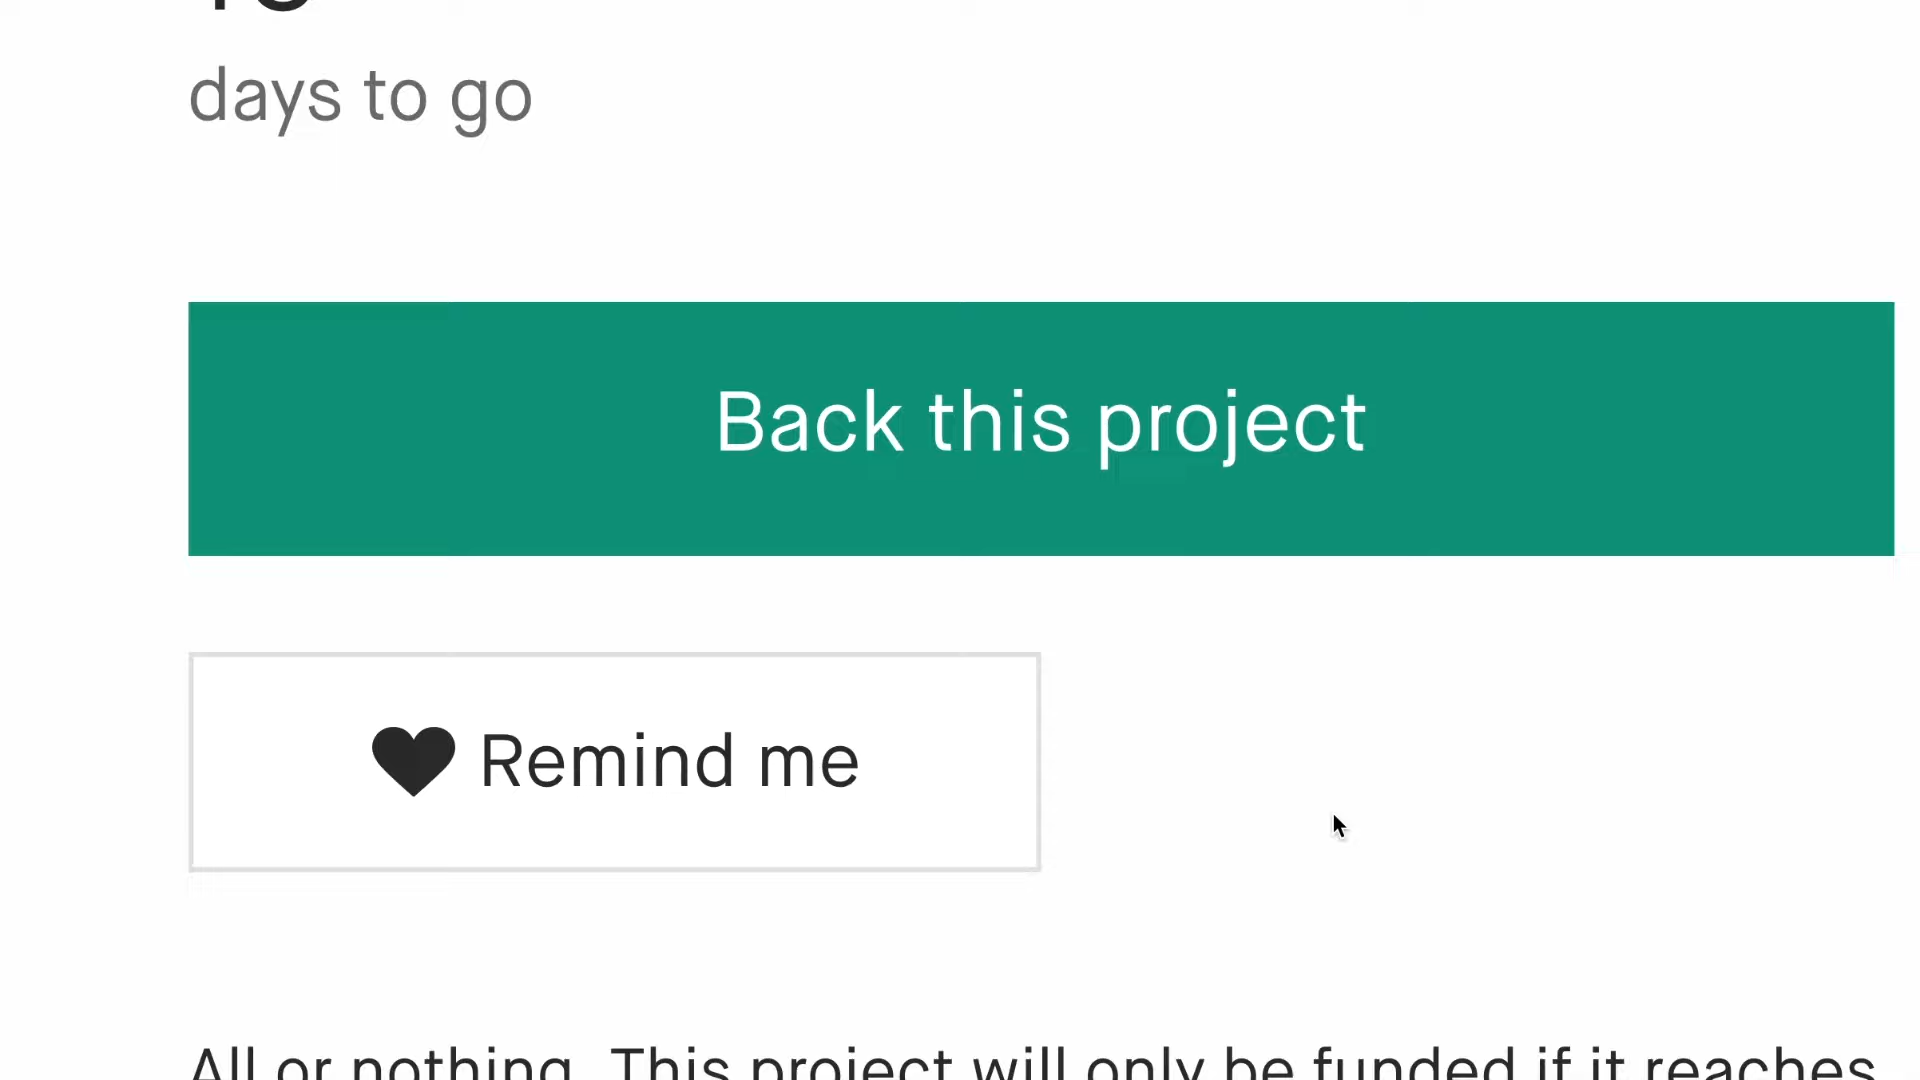 days to go
Back this project
Remind me
All or nothing. This project will only be funded if it reaches